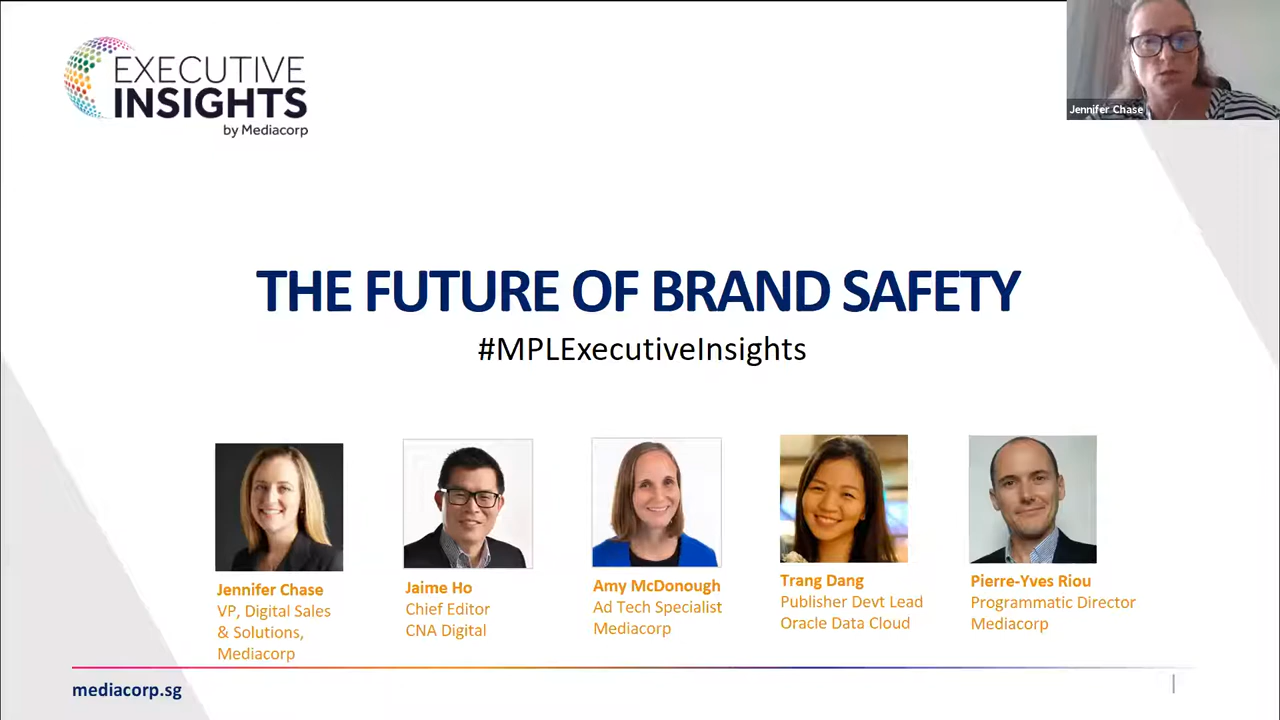 EXECUTIVE
INSIGHTS
by Mediacorp
Jennifer Chase
THE FUTURE OF BRAND SAFETY
#MPLExecutiveInsights
Jennifer Chase
VP, Digital Sales
& Solutions,
Mediacorp
Jaime Ho
Chief Editor
CNA Digital
Amy McDonough
Ad Tech Specialist
Mediacorp
Trang Dang
Publisher Devt Lead
Oracle Data Cloud
Pierre-Yves Riou
Programmatic Director
Mediacorp
mediacorp.sg